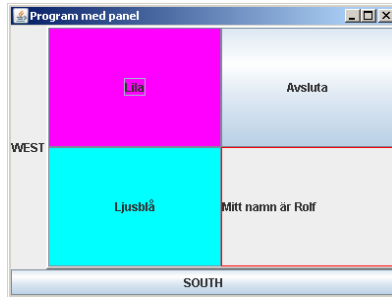 Program med panel
Lila
Avsluta
WEST
Ljusblå
Mitt namn är Rolf
SOUTH